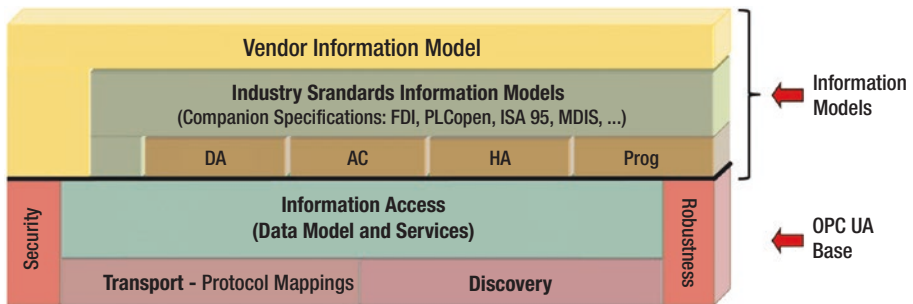 Vendor Information Model
Industry Srandards Information Models
(Companion Specifications: FDI, PLCopen, ISA 95, MDIS, ...)
DA
AC
HA
Prog
Information
Models
Security
Information Access
(Data Model and Services)
Robustness
OPC UA
Base
Transport - Protocol Mappings
Discovery